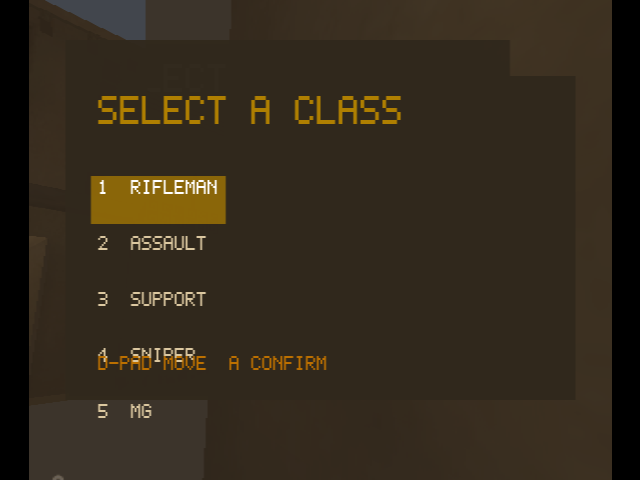 SELECT A CLASS
1 RIFLEMAN
2 ASSAULT
3 SUPPORT
4 SNIPER
D-PAD MOVE A CONFIRM
5 MG